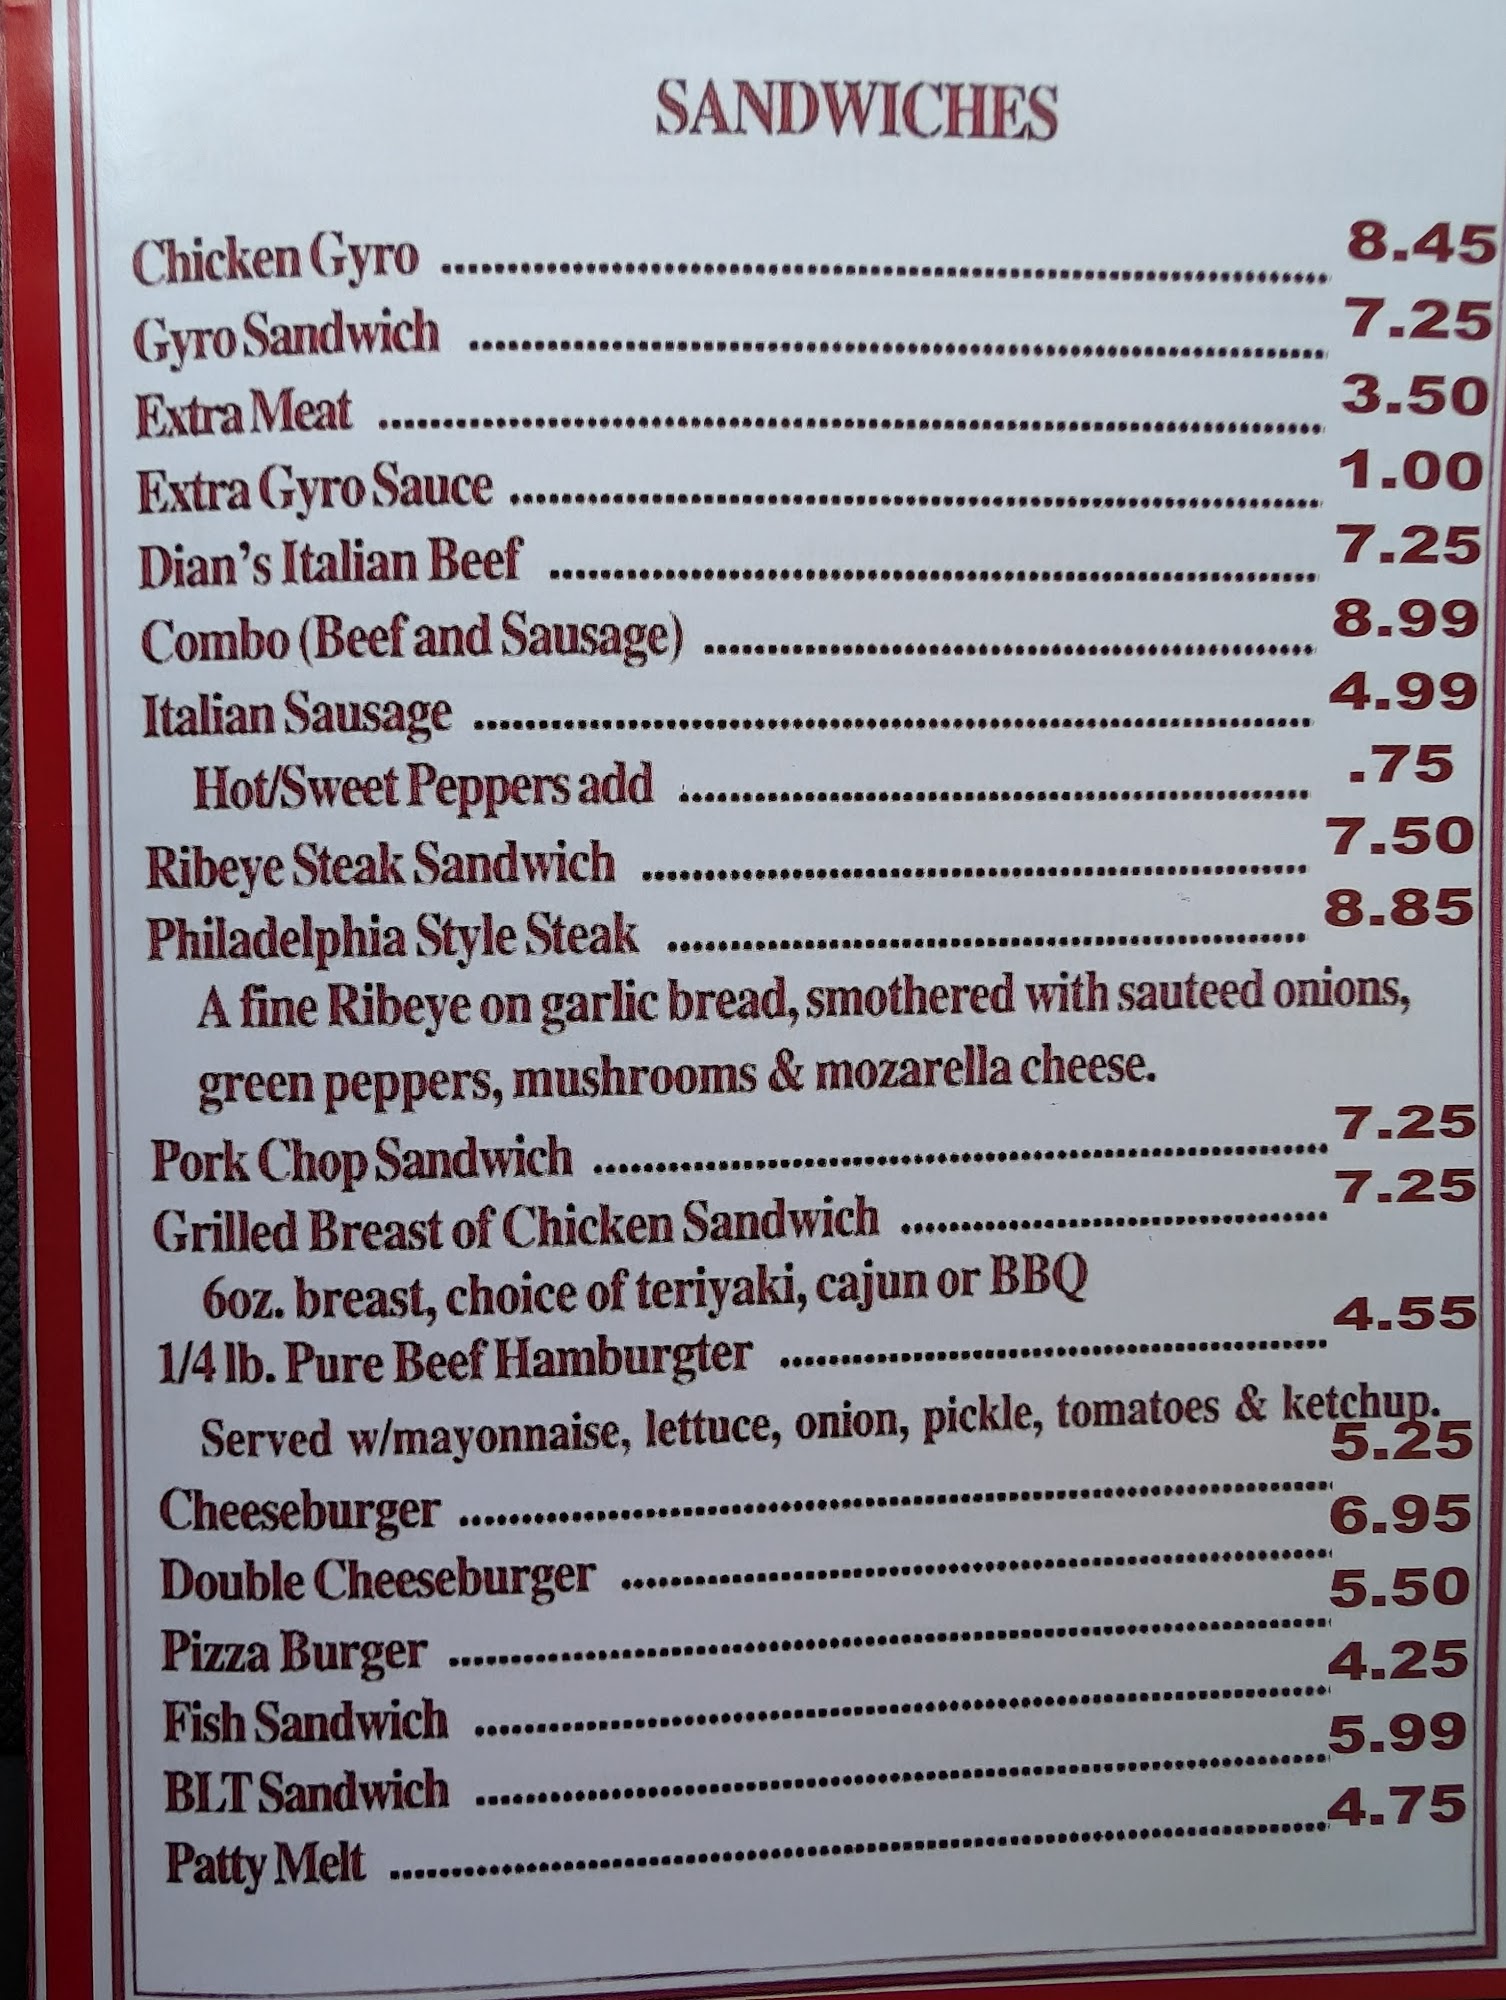 SANDWICHES
Chicken Gyro 8.45
Gyro Sandwich 7.25
Extra Meat 3.50
Extra Gyro Sauce 1.00
Dian's Italian Beef 7.25
Combo (Beef and Sausage) 8.99
Italian Sausage 4.99
Hot/Sweet Peppers add .75
Ribeye Steak Sandwich 7.50
Philadelphia Style Steak 8.85
A fine Ribeye on garlic bread, smothered with sauteed onions,
green peppers, mushrooms & mozarella cheese.
Pork Chop Sandwich 7.25
Grilled Breast of Chicken Sandwich 7.25
6oz. breast, choice of teriyaki, cajun or BBQ
1/4 lb. Pure Beef Hamburgter 4.55
Served w/mayonnaise, lettuce, onion, pickle, tomatoes & ketchup.
Cheeseburger 5.25
Double Cheeseburger 6.95
Pizza Burger 5.50
Fish Sandwich 4.25
BLT Sandwich 5.99
Patty Melt 4.75